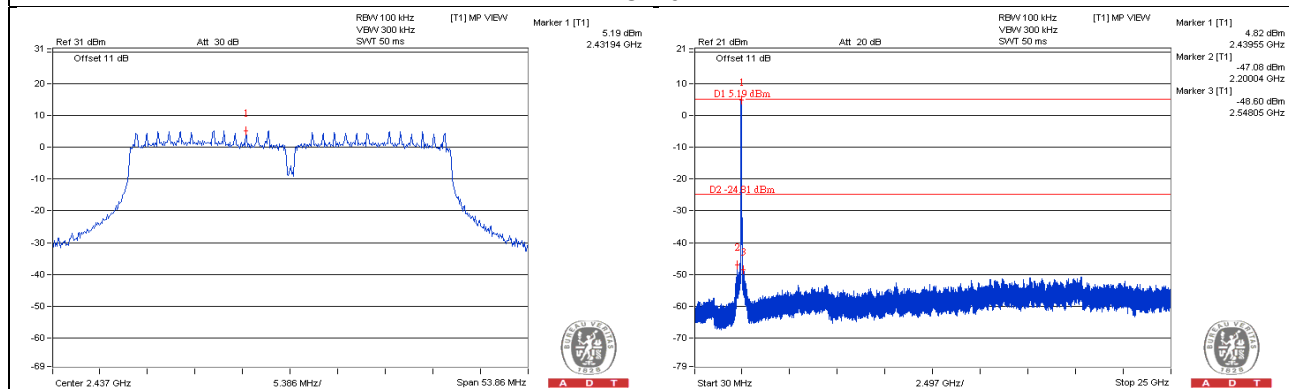 RBW 100 kHz [T1] MP VIEW
VBW 300 kHz
Ref 31 dBm Att 30 dB SWT 50 ms
Marker 1 [T1]
5.19 dBm
2.43194 GHz
31
Offset 11 dB
20
10
1
0
-10
-20
-30
-40
-50
-60
-69
Center 2.437 GHz 5.386 MHz/ Span 53.86 MHz
BUREAU VERITAS
1828
A D T
RBW 100 kHz [T1] MP VIEW
VBW 300 kHz
Ref 21 dBm Att 20 dB SWT 50 ms
Marker 1 [T1]
4.82 dBm
2.43955 GHz
Marker 2 [T1]
-47.08 dBm
2.20004 GHz
Marker 3 [T1]
-48.60 dBm
2.54805 GHz
21
Offset 11 dB
10
1
D1 5.19 dBm
0
-10
-20
D2 -24.81 dBm
-30
-40
2
3
-50
-60
-70
-79
Start 30 MHz 2.497 GHz/ Stop 25 GHz
BUREAU VERITAS
1828
A D T